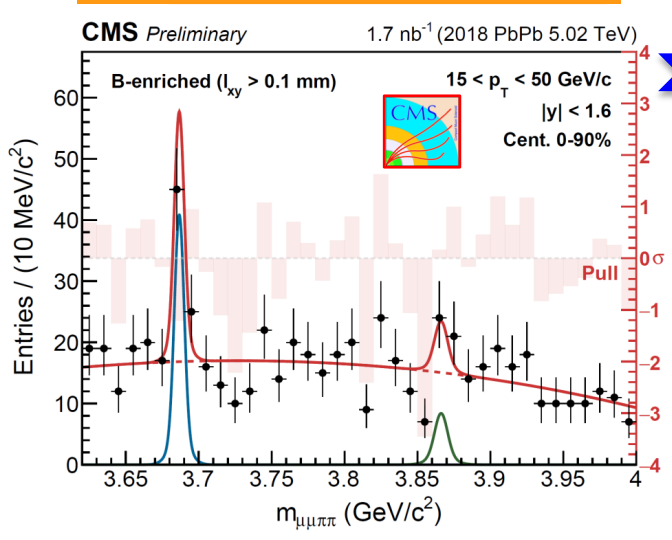 CMS Preliminary 1.7 nb⁻¹ (2018 PbPb 5.02 TeV)
B-enriched (l_xy > 0.1 mm)
15 < p_T < 50 GeV/c
|y| < 1.6
Cent. 0-90%
CMS
Entries / (10 MeV/c²)
60
50
40
30
20
10
0
4
3
2
1
0σ
Pull
−1
−2
−3
−4
3.65 3.7 3.75 3.8 3.85 3.9 3.95 4
m_μμππ (GeV/c²)